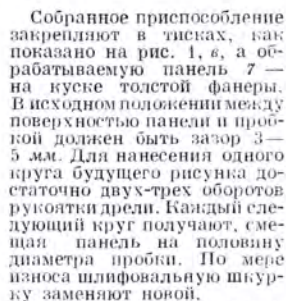 Собранное приспособление
закрепляют в тисках, как
показано на рис. 1, в, а об-
рабатываемую панель 7 —
на куске толстой фанеры.
В исходном положении между
поверхностью панели и проб-
кой должен быть зазор 3—
5 мм. Для нанесения одного
круга будущего рисунка до-
статочно двух-трех оборотов
рукоятки дрели. Каждый сле-
дующий круг получают, сме-
щая панель на половину
диаметра пробки. По мере
износа шлифовальную шкур-
ку заменяют новой.